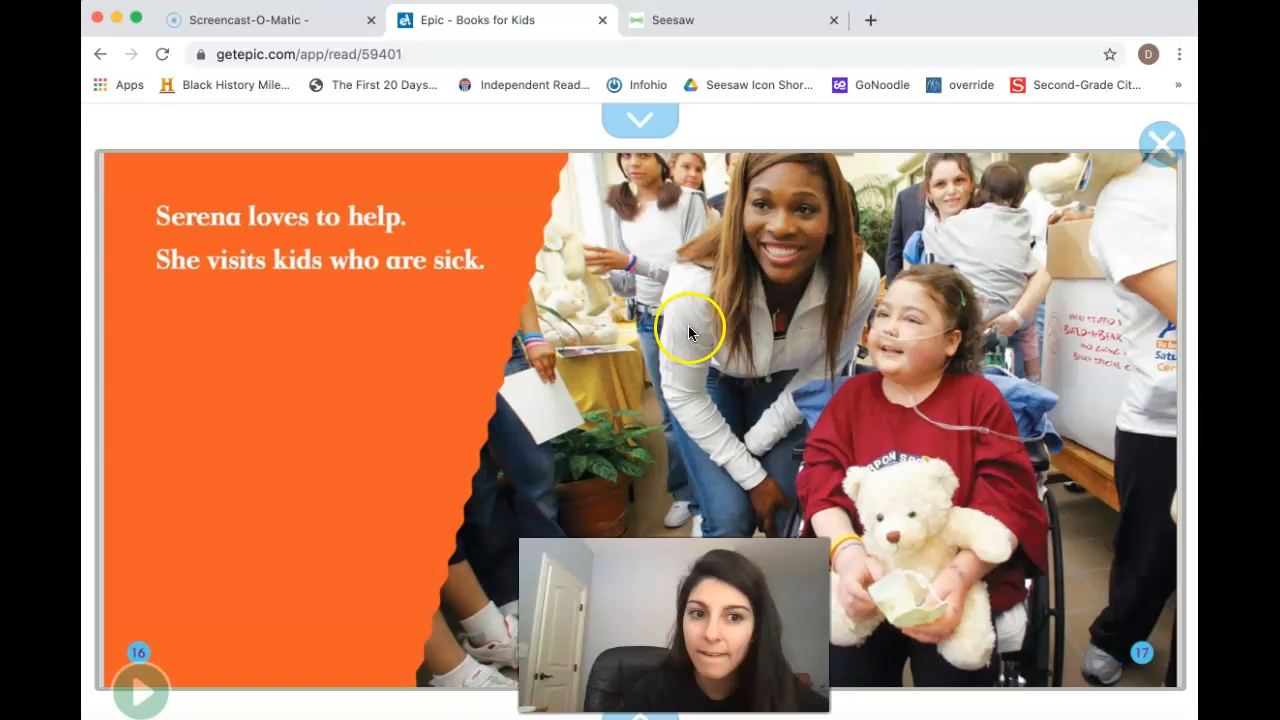 Screencast-O-Matic -
Epic - Books for Kids
Seesaw
getepic.com/app/read/59401
D
Apps
Black History Mile...
The First 20 Days...
Independent Read...
Infohio
Seesaw Icon Shor...
GoNoodle
override
Second-Grade Cit...
»
Serena loves to help.
She visits kids who are sick.
BUILD-A-BEAR
16
17